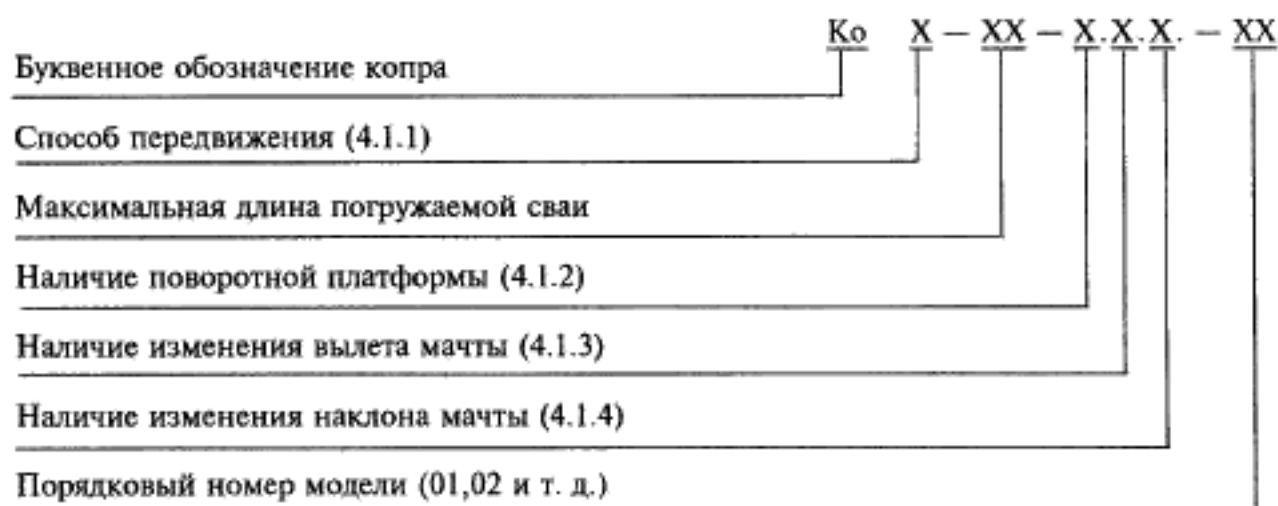 Ко X – XX – X.X.X. – XX
Буквенное обозначение копра
Способ передвижения (4.1.1)
Максимальная длина погружаемой сваи
Наличие поворотной платформы (4.1.2)
Наличие изменения вылета мачты (4.1.3)
Наличие изменения наклона мачты (4.1.4)
Порядковый номер модели (01,02 и т. д.)